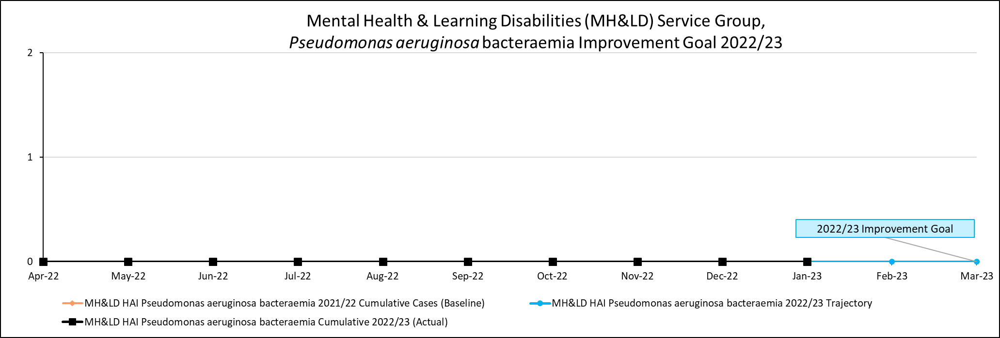 Mental Health & Learning Disabilities (MH&LD) Service Group,
Pseudomonas aeruginosa bacteraemia Improvement Goal 2022/23
2
1
0
2022/23 Improvement Goal
Apr-22 May-22 Jun-22 Jul-22 Aug-22 Sep-22 Oct-22 Nov-22 Dec-22 Jan-23 Feb-23 Mar-23
MH&LD HAI Pseudomonas aeruginosa bacteraemia 2021/22 Cumulative Cases (Baseline)
MH&LD HAI Pseudomonas aeruginosa bacteraemia 2022/23 Trajectory
MH&LD HAI Pseudomonas aeruginosa bacteraemia Cumulative 2022/23 (Actual)